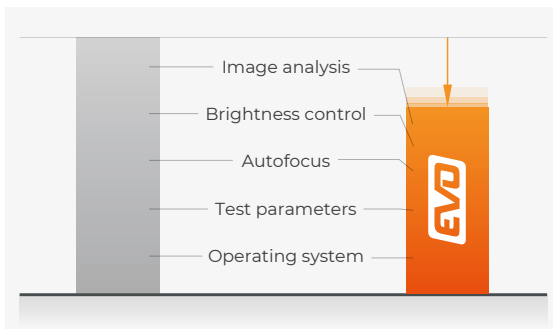 Image analysis
Brightness control
Autofocus
EVO
Test parameters
Operating system